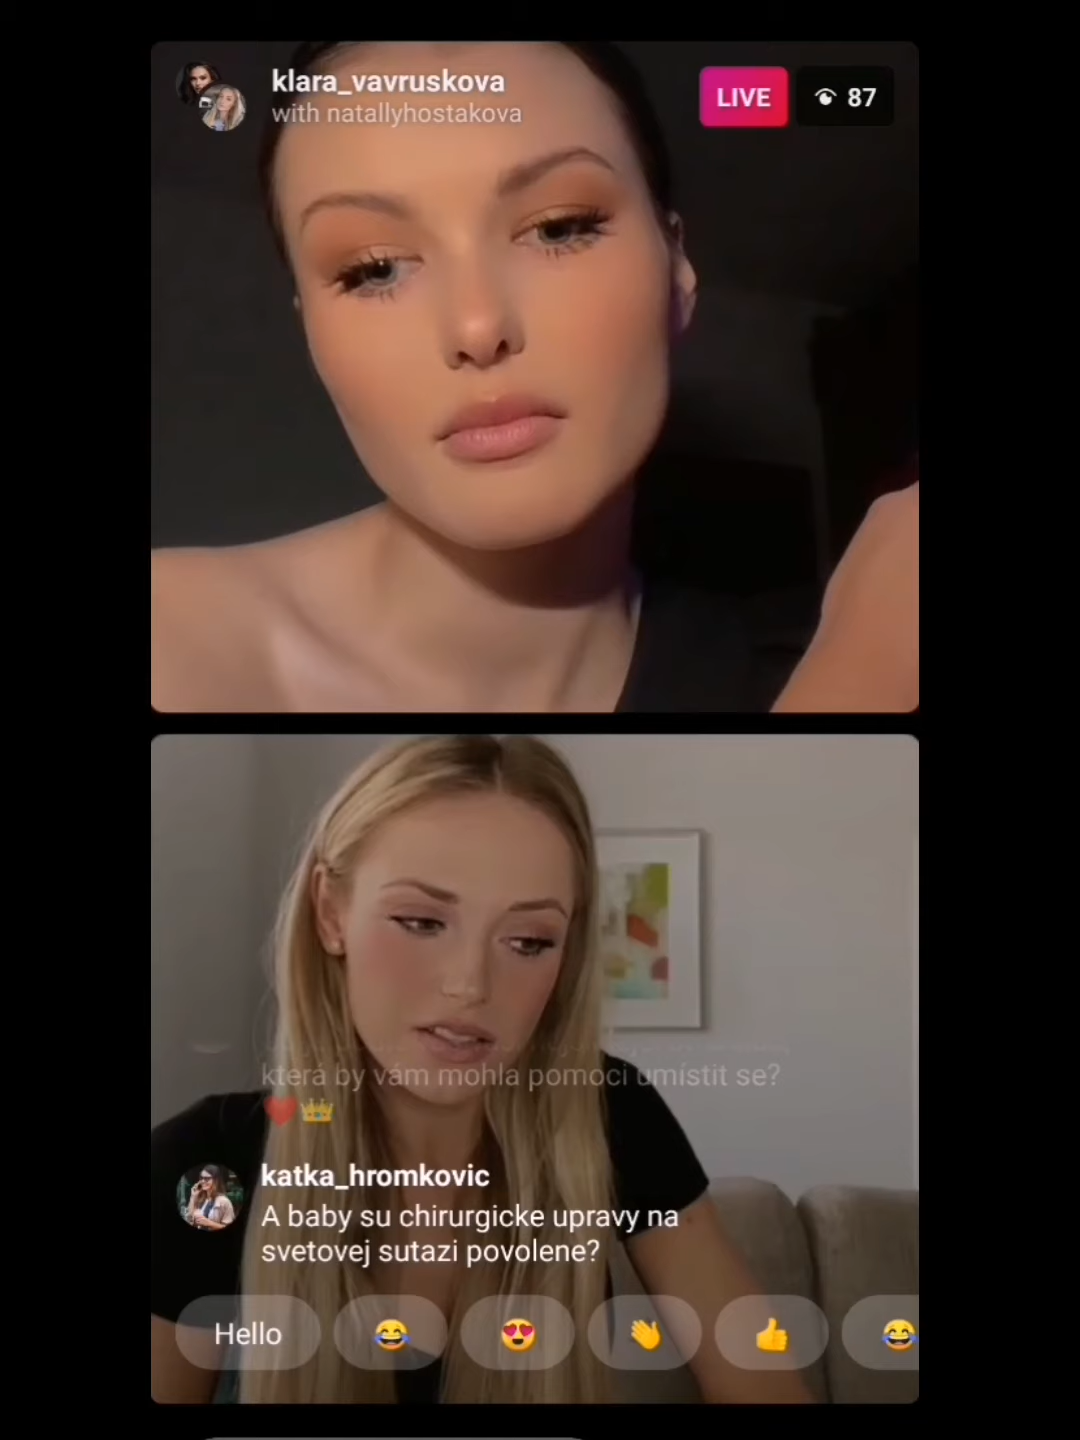 klara_vavruskova
with natallyhostakova
LIVE
87
která by vám mohla pomoci umístit se?
❤️👑
katka_hromkovic
A baby su chirurgicke upravy na
svetovej sutazi povolene?
Hello 😂 😍 👋 👍 😂